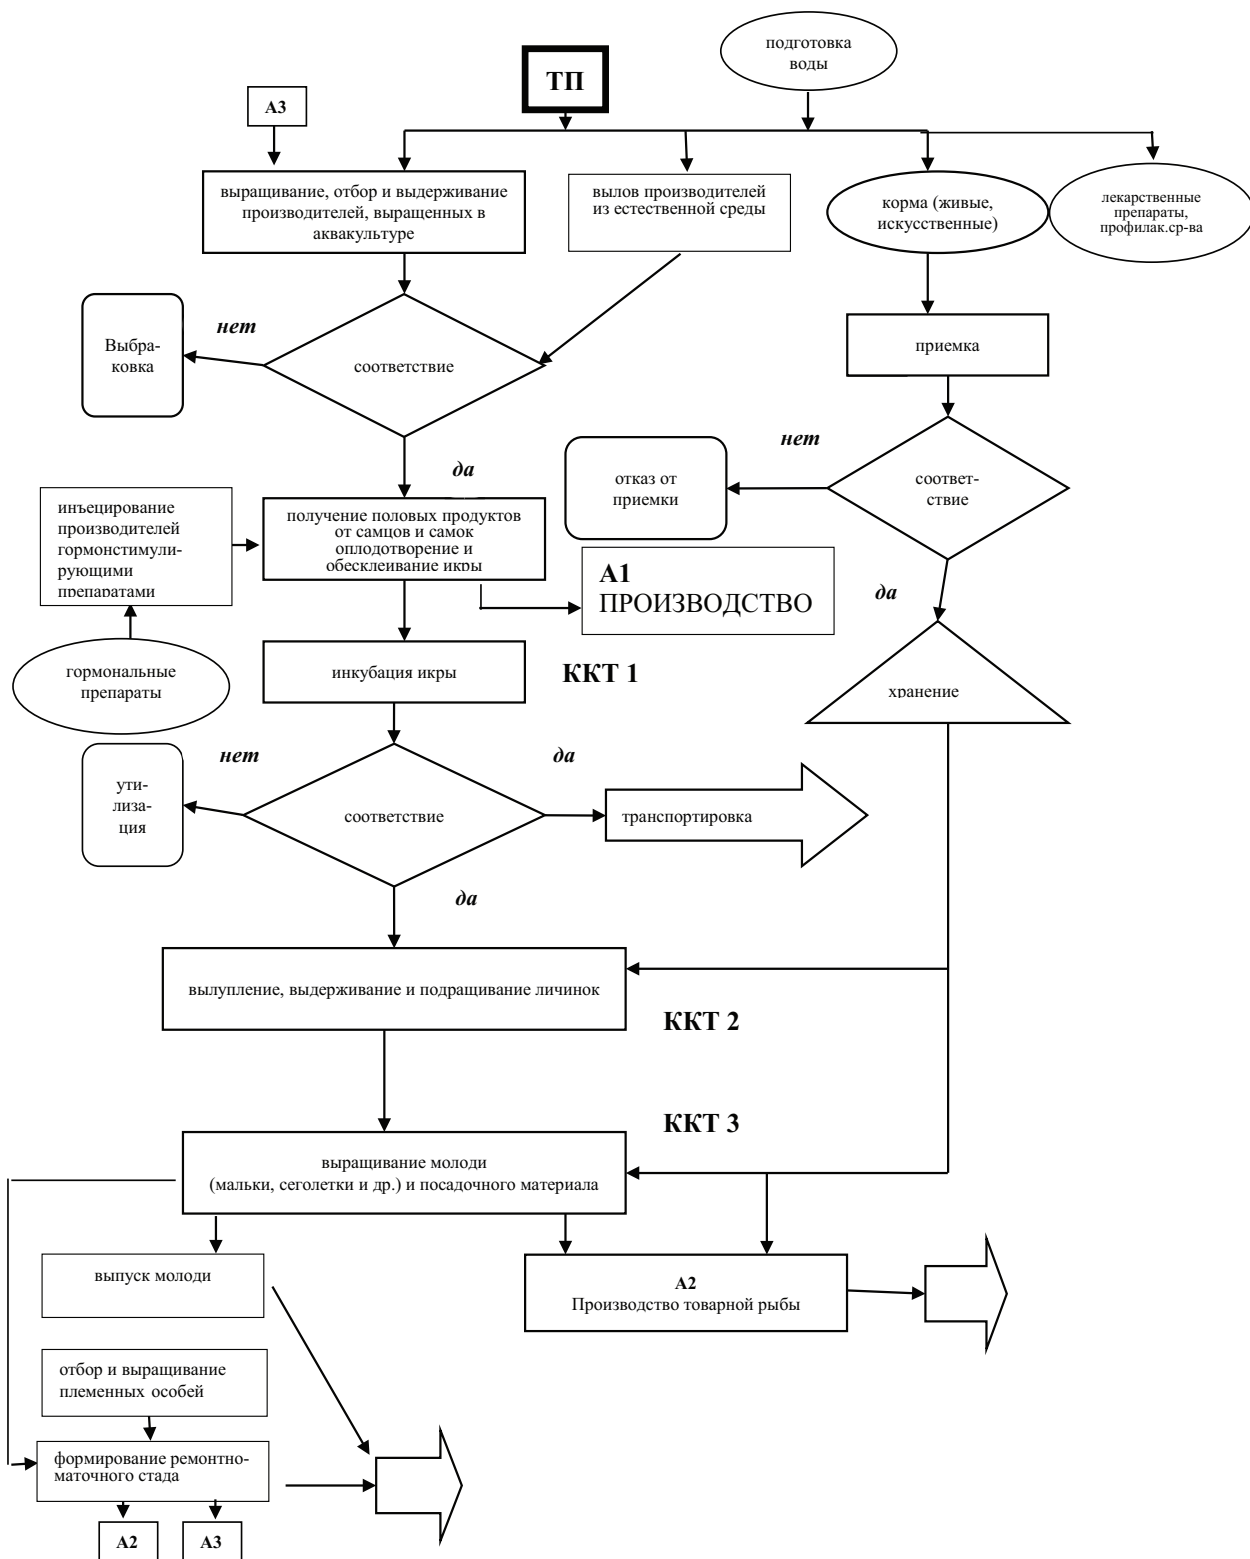 подготовка
воды
ТП
А3
выращивание, отбор и выдерживание
производителей, выращенных в
аквакультуре
вылов производителей
из естественной среды
корма (живые,
искусственные)
лекарственные
препараты,
профилак.ср-ва
нет
Выбра-
ковка
соответствие
приемка
да
нет
отказ от
приемки
соответ-
ствие
инъецирование
производителей
гормонстимули-
рующими
препаратами
получение половых продуктов
от самцов и самок
оплодотворение и
обесклеивание икры
А1
ПРОИЗВОДСТВО
да
гормональные
препараты
инкубация икры
ККТ 1
хранение
нет
да
ути-
лиза-
ция
соответствие
транспортировка
да
вылупление, выдерживание и подращивание личинок
ККТ 2
ККТ 3
выращивание молоди
(мальки, сеголетки и др.) и посадочного материала
выпуск молоди
А2
Производство товарной рыбы
отбор и выращивание
племенных особей
формирование ремонтно-
маточного стада
А2
А3